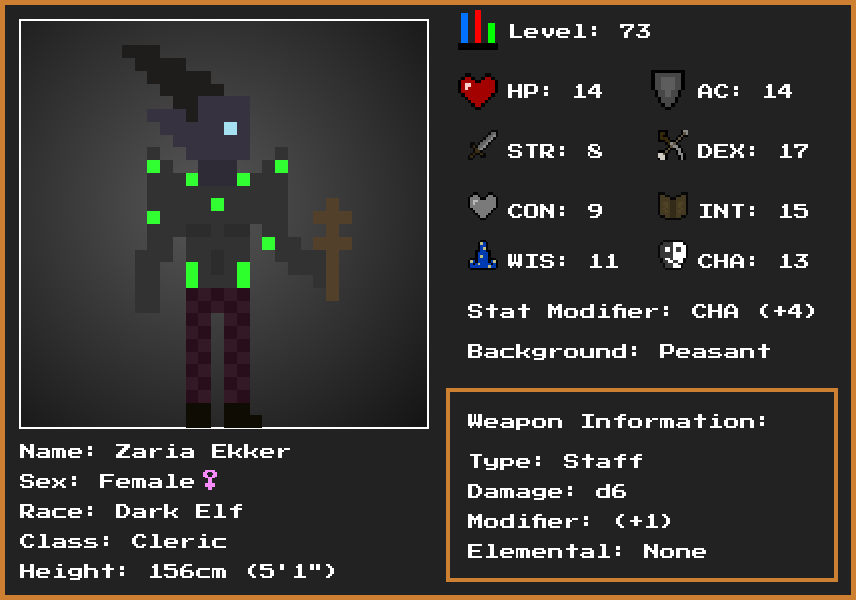 Level: 73
HP: 14
AC: 14
STR: 8
DEX: 17
CON: 9
INT: 15
WIS: 11
CHA: 13
Stat Modifier: CHA (+4)
Background: Peasant
Weapon Information:
Type: Staff
Damage: d6
Modifier: (+1)
Elemental: None
Name: Zaria Ekker
Sex: Female♀
Race: Dark Elf
Class: Cleric
Height: 156cm (5'1")